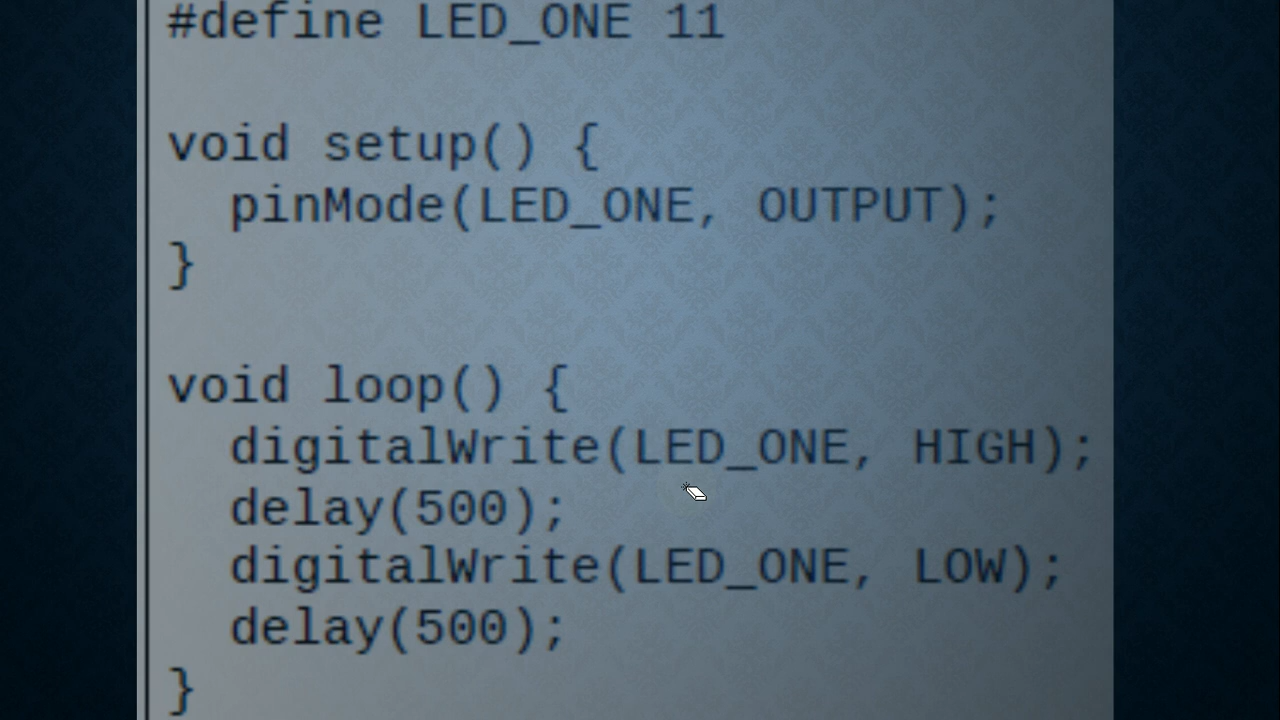 #define LED_ONE 11
void setup() {
pinMode(LED_ONE, OUTPUT);
}
void loop() {
digitalWrite(LED_ONE, HIGH);
delay(500);
digitalWrite(LED_ONE, LOW);
delay(500);
}